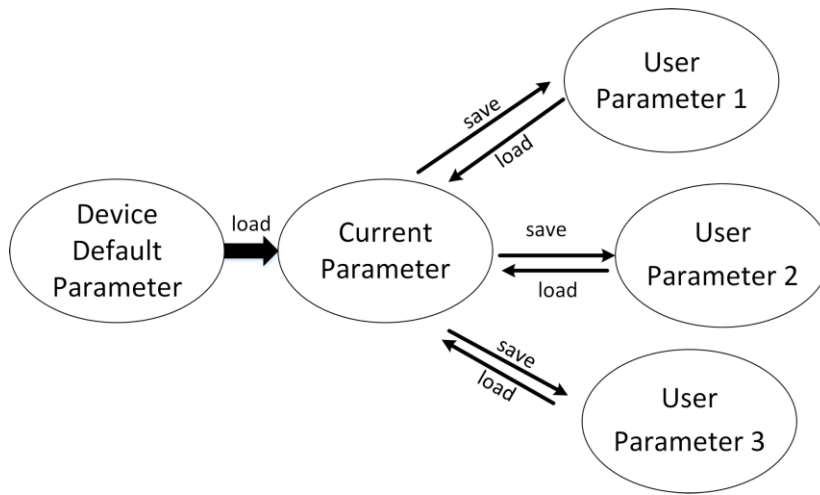 Device
Default
Parameter
load
Current
Parameter
save
load
User
Parameter 1
save
load
User
Parameter 2
save
load
User
Parameter 3